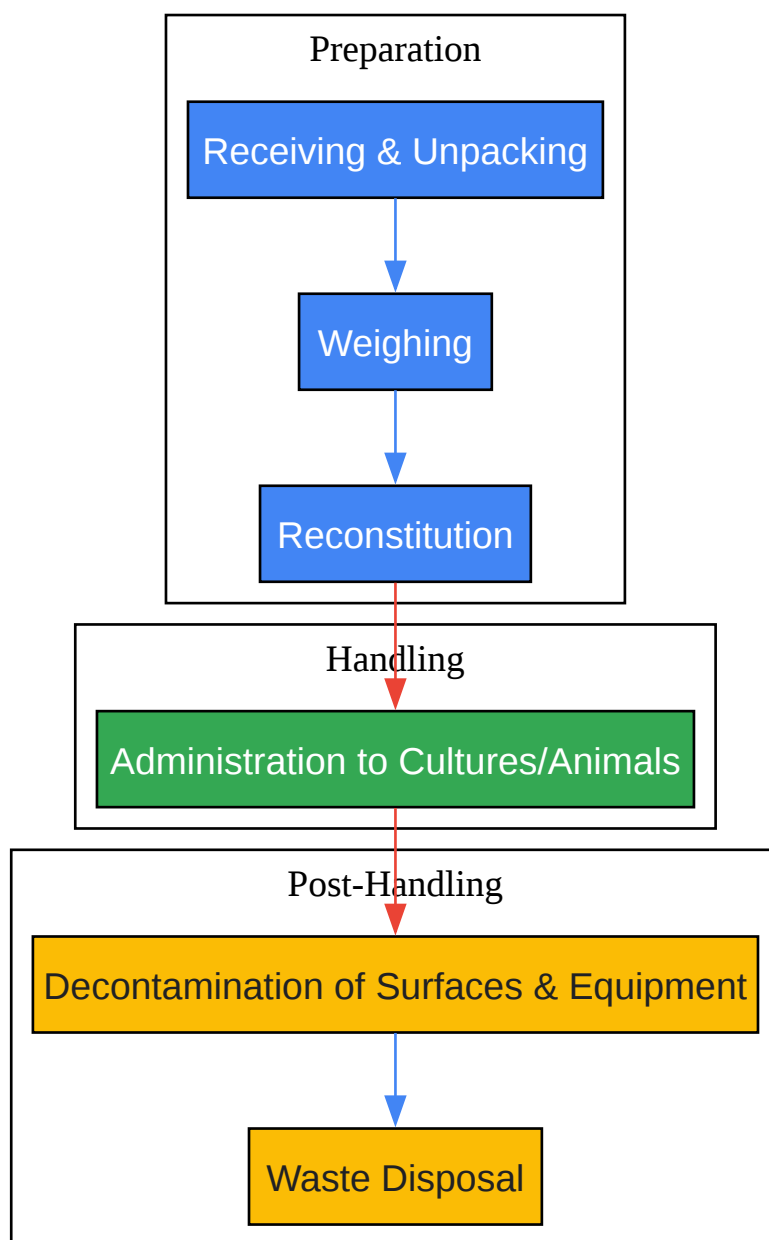 Preparation
Receiving & Unpacking
Weighing
Reconstitution
Handling
Administration to Cultures/Animals
Post-Handling
Decontamination of Surfaces & Equipment
Waste Disposal